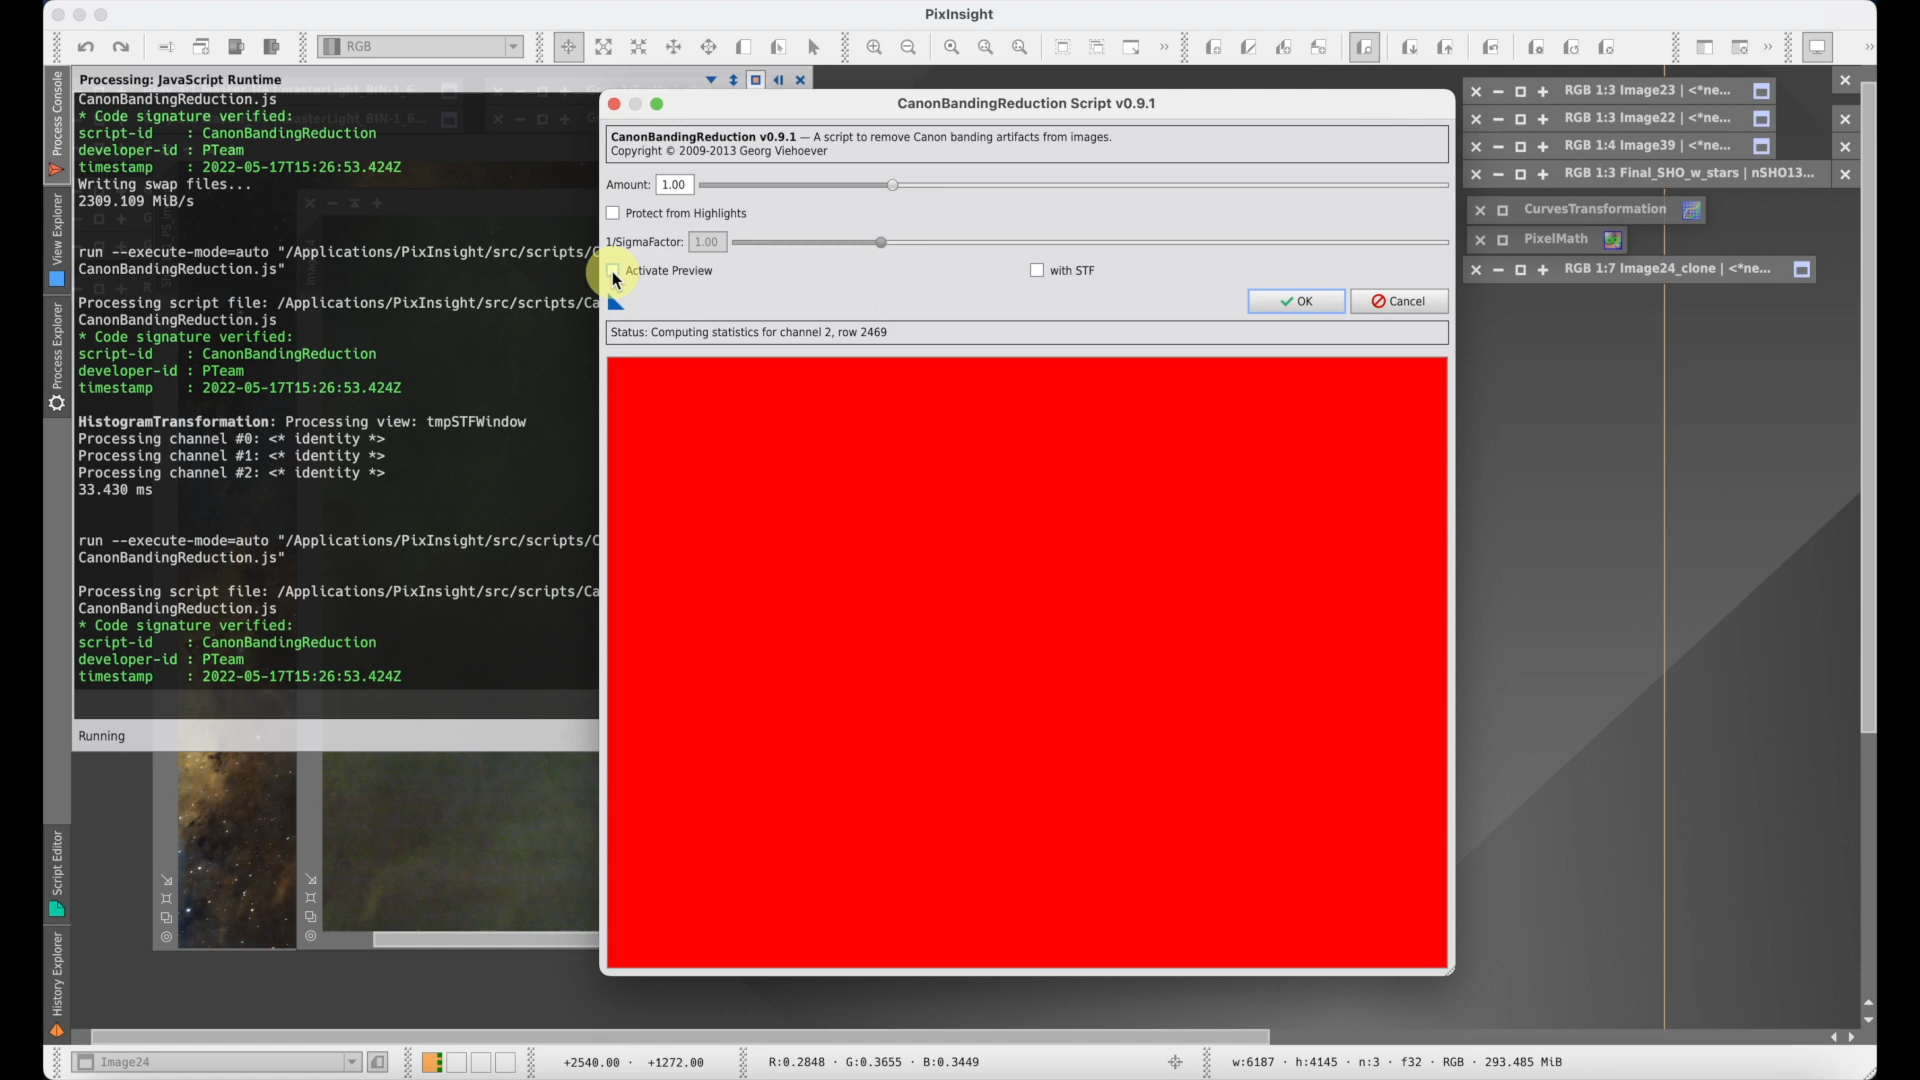 PixInsight
RGB
Processing: JavaScript Runtime
CanonBandingReduction.js
* Code signature verified:
script-id    : CanonBandingReduction
developer-id : PTeam
timestamp    : 2022-05-17T15:26:53.424Z
Writing swap files...
2309.109 MiB/s
run --execute-mode=auto "/Applications/PixInsight/src/scripts/C
CanonBandingReduction.js"
Processing script file: /Applications/PixInsight/src/scripts/Ca
CanonBandingReduction.js
* Code signature verified:
script-id    : CanonBandingReduction
developer-id : PTeam
timestamp    : 2022-05-17T15:26:53.424Z
HistogramTransformation: Processing view: tmpSTFWindow
Processing channel #0: <* identity *>
Processing channel #1: <* identity *>
Processing channel #2: <* identity *>
33.430 ms
run --execute-mode=auto "/Applications/PixInsight/src/scripts/C
CanonBandingReduction.js"
Processing script file: /Applications/PixInsight/src/scripts/Ca
CanonBandingReduction.js
* Code signature verified:
script-id    : CanonBandingReduction
developer-id : PTeam
timestamp    : 2022-05-17T15:26:53.424Z
Running
Process Console
View Explorer
Process Explorer
Script Editor
History Explorer
CanonBandingReduction Script v0.9.1
CanonBandingReduction v0.9.1 — A script to remove Canon banding artifacts from images.
Copyright © 2009-2013 Georg Viehoever
Amount: 1.00
Protect from Highlights
1/SigmaFactor: 1.00
Activate Preview
with STF
OK
Cancel
Status: Computing statistics for channel 2, row 2469
RGB 1:3 Image23 | <*ne...
RGB 1:3 Image22 | <*ne...
RGB 1:4 Image39 | <*ne...
RGB 1:3 Final_SHO_w_stars | nSHO13...
CurvesTransformation
PixelMath
RGB 1:7 Image24_clone | <*ne...
Image24
+2540.00 · +1272.00
R:0.2848 · G:0.3655 · B:0.3449
w:6187 · h:4145 · n:3 · f32 · RGB · 293.485 MiB